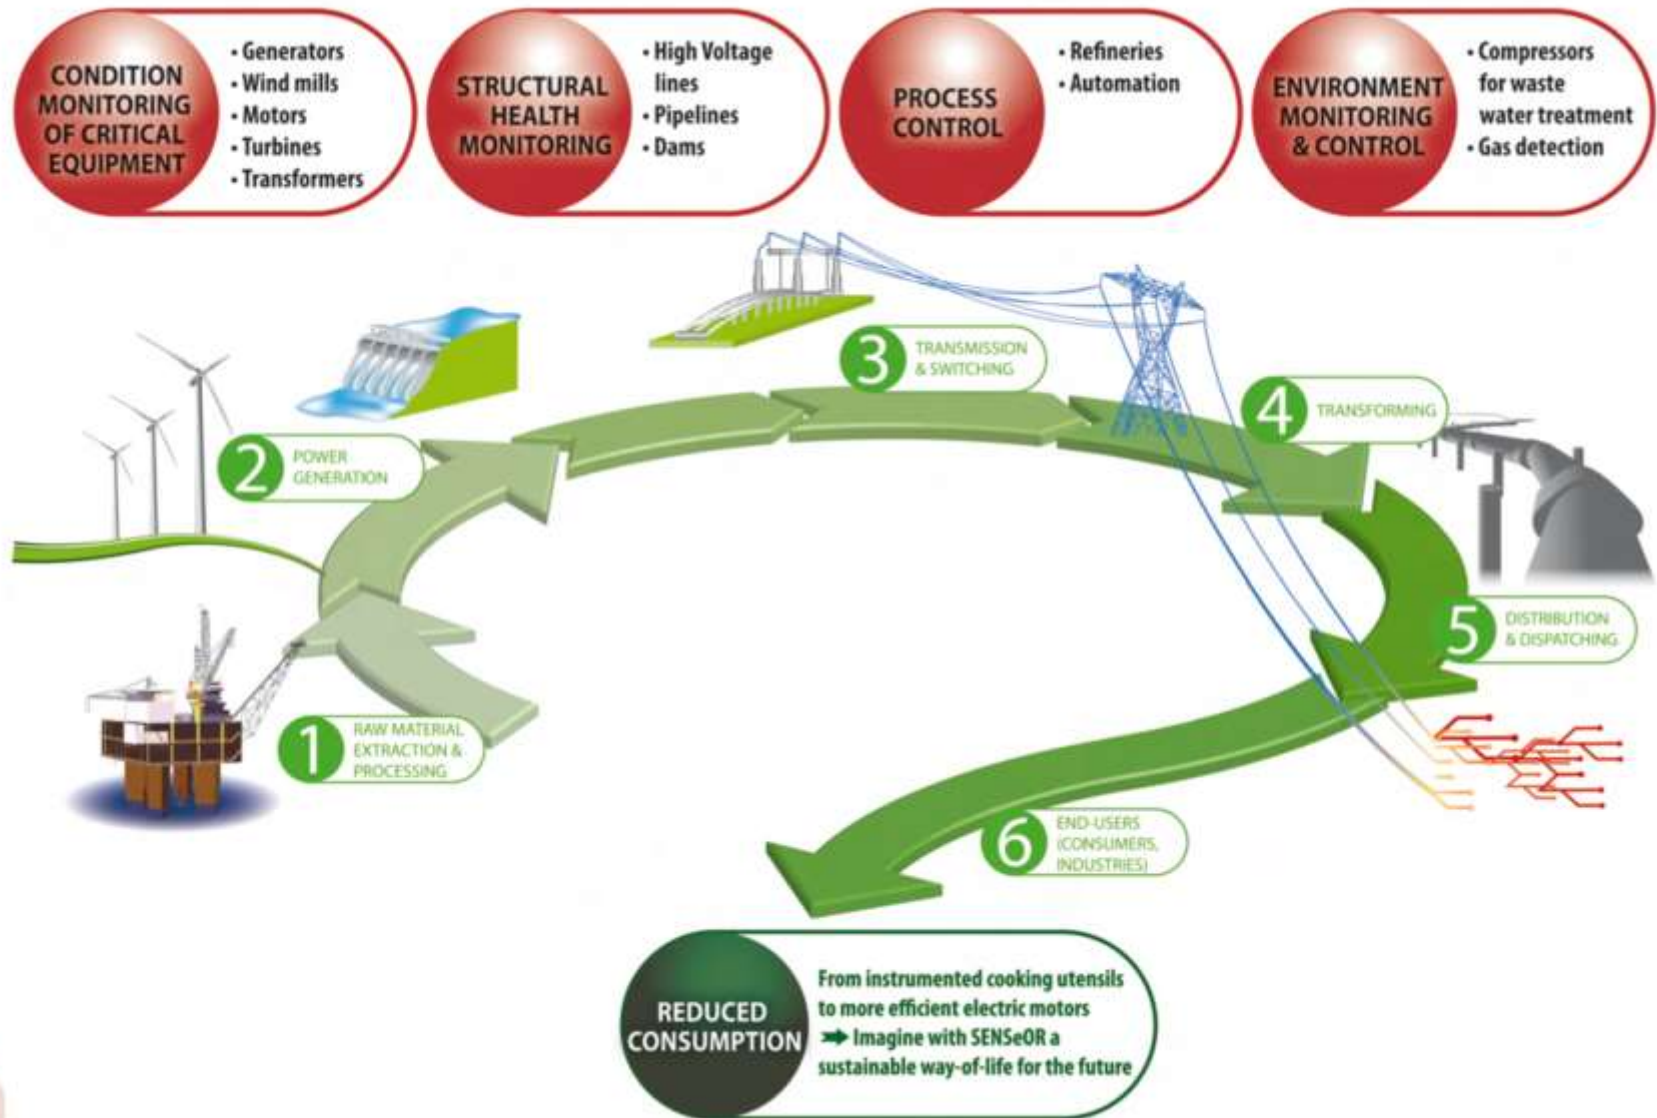 CONDITION
MONITORING
OF CRITICAL
EQUIPMENT
• Generators
• Wind mills
• Motors
• Turbines
• Transformers
STRUCTURAL
HEALTH
MONITORING
• High Voltage
lines
• Pipelines
• Dams
PROCESS
CONTROL
• Refineries
• Automation
ENVIRONMENT
MONITORING
& CONTROL
• Compressors
for waste
water treatment
• Gas detection
3
TRANSMISSION
& SWITCHING
4
TRANSFORMING
2
POWER
GENERATION
5
DISTRIBUTION
& DISPATCHING
1
RAW MATERIAL
EXTRACTION &
PROCESSING
6
END-USERS
(CONSUMERS,
INDUSTRIES)
REDUCED
CONSUMPTION
From instrumented cooking utensils
to more efficient electric motors
➔ Imagine with SENSeOR a
sustainable way-of-life for the future